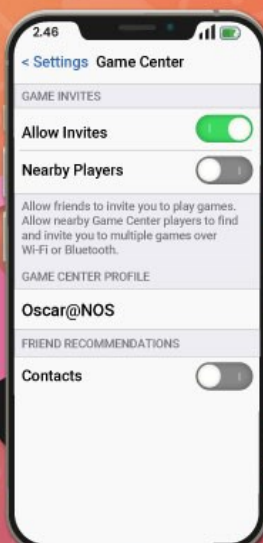 2.46
< Settings Game Center
GAME INVITES
Allow Invites
Nearby Players
Allow friends to invite you to play games.
Allow nearby Game Center players to find
and invite you to multiple games over
Wi-Fi or Bluetooth.
GAME CENTER PROFILE
Oscar@NOS
FRIEND RECOMMENDATIONS
Contacts